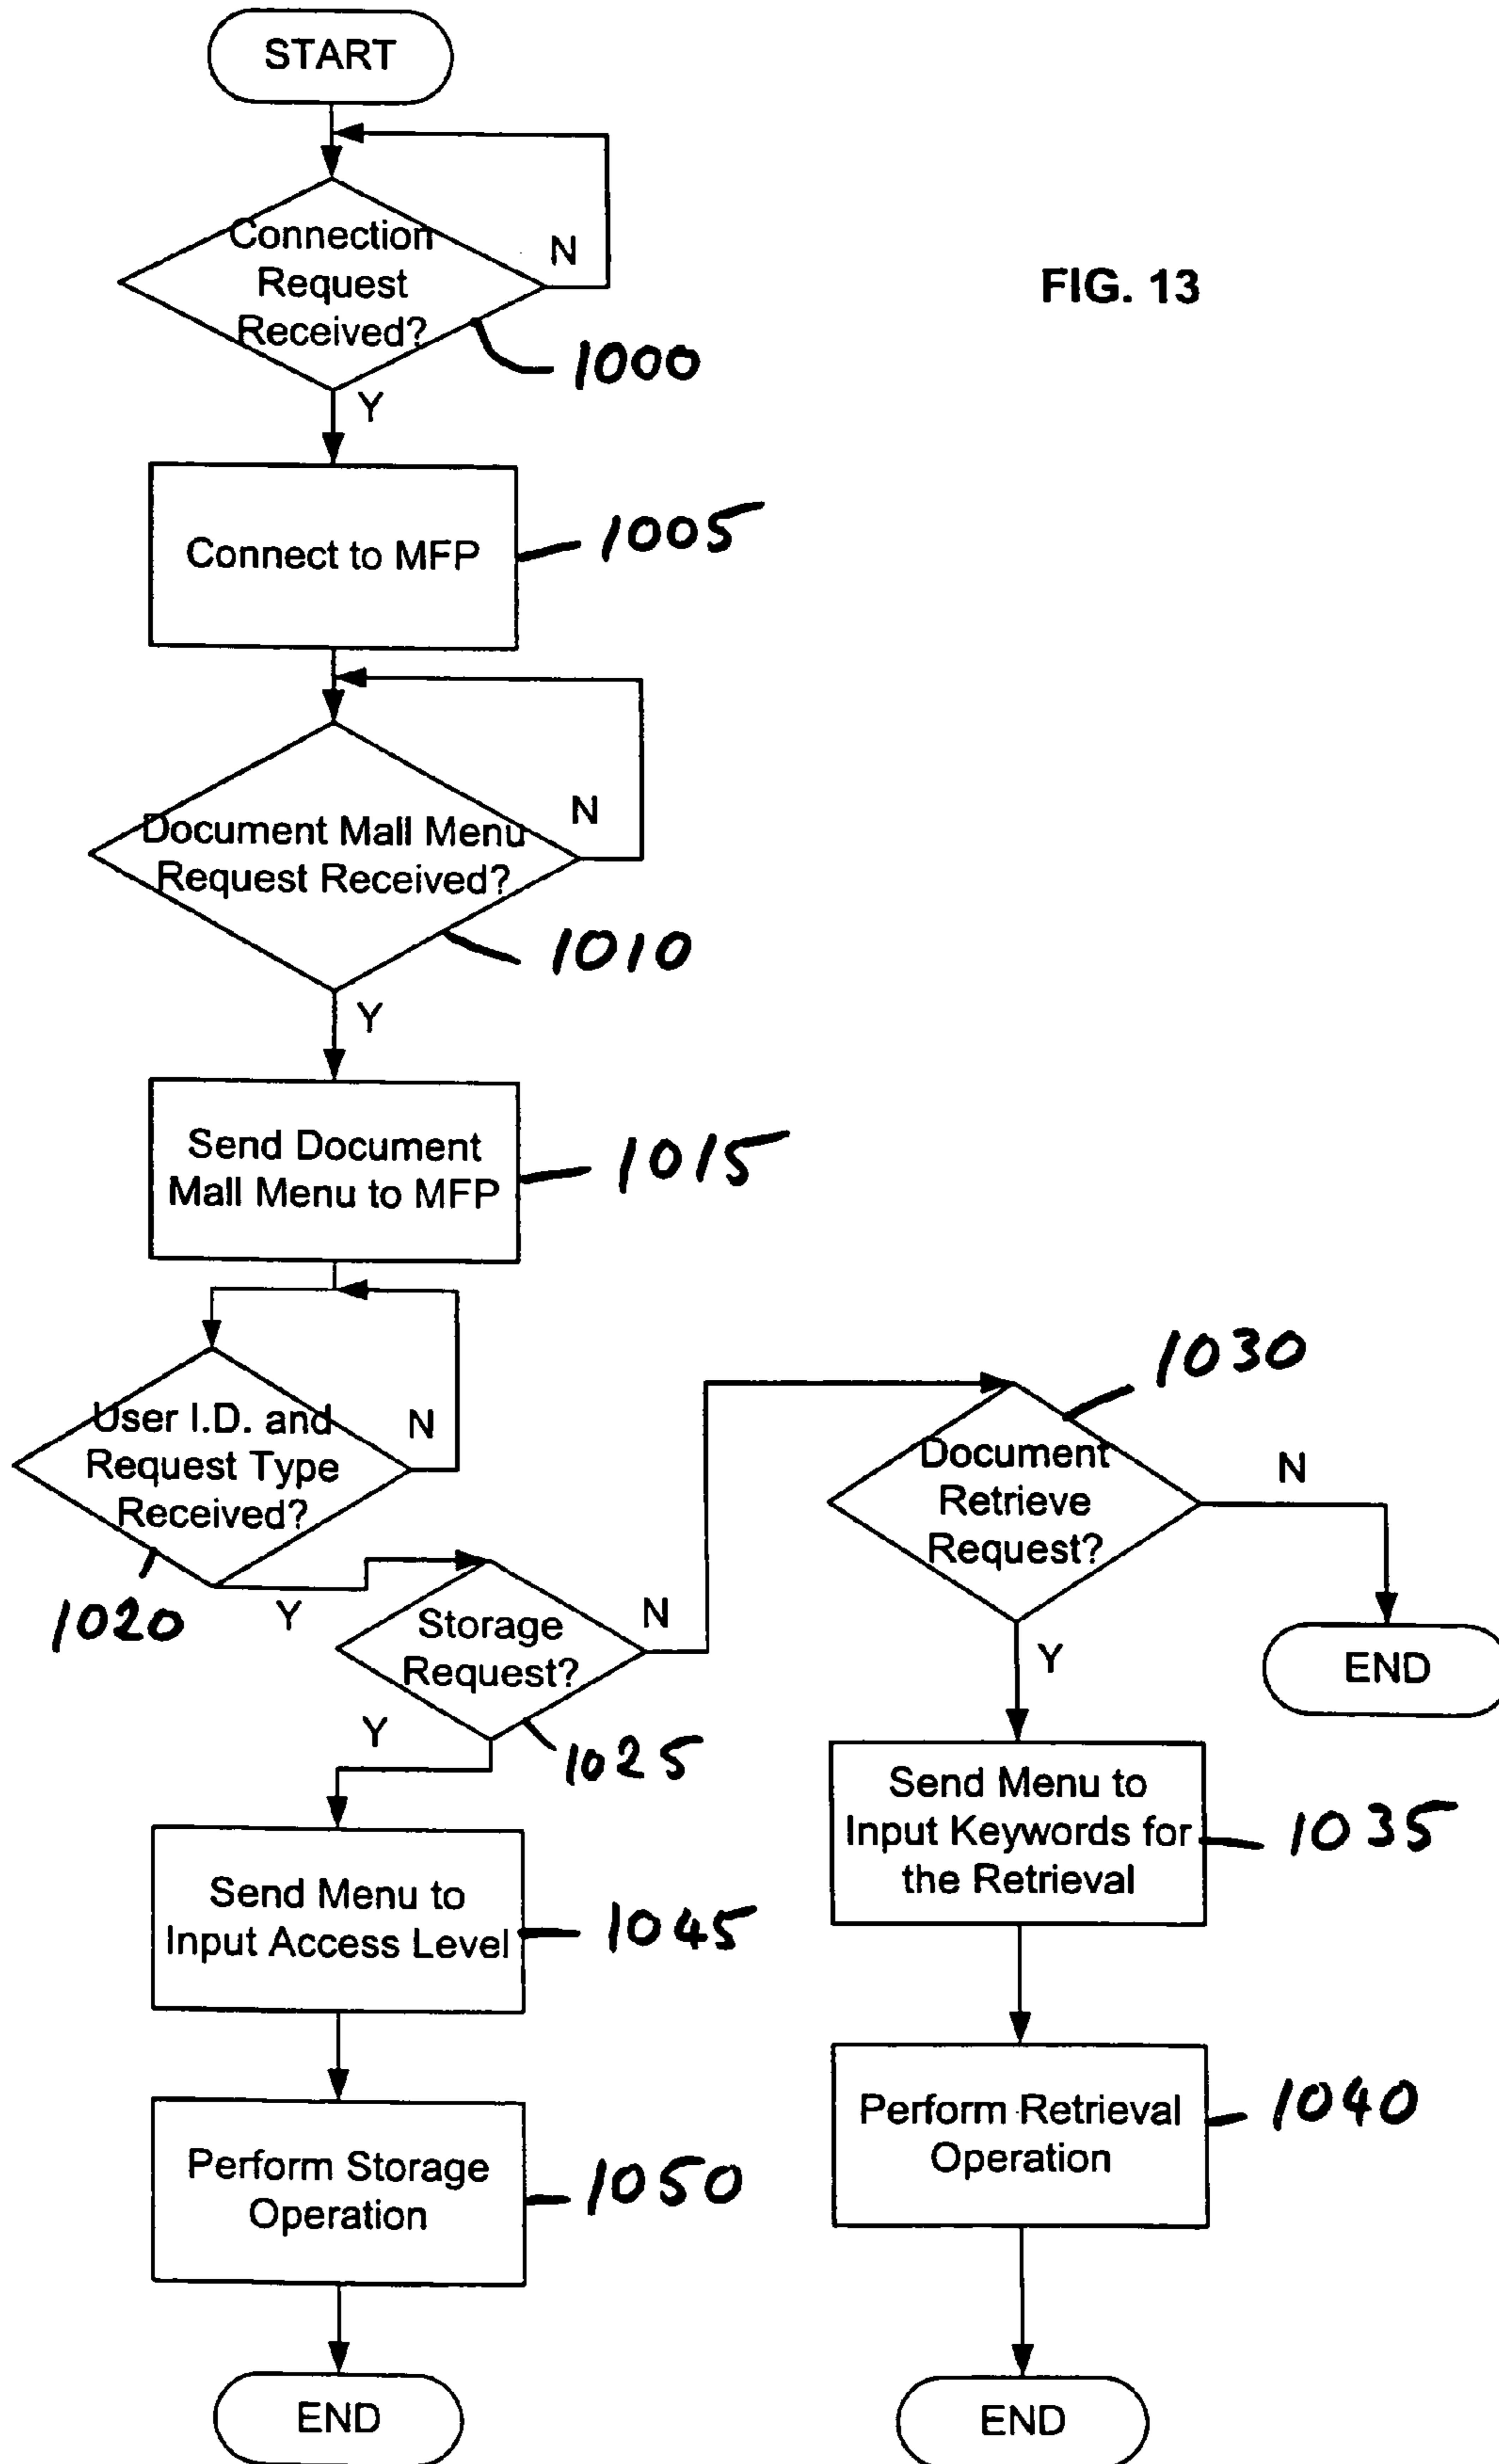 START
Connection
Request
Received?
N
FIG. 13
1000
Y
Connect to MFP
1005
N
Document Mall Menu
Request Received?
1010
Y
Send Document
Mall Menu to MFP
1015
User I.D. and
Request Type
Received?
N
1020
Y
Storage
Request?
N
1025
Y
1030
Document
Retrieve
Request?
N
END
Y
Send Menu to
Input Keywords for
the Retrieval
1035
Send Menu to
Input Access Level
1045
Perform Retrieval
Operation
1040
Perform Storage
Operation
1050
END
END